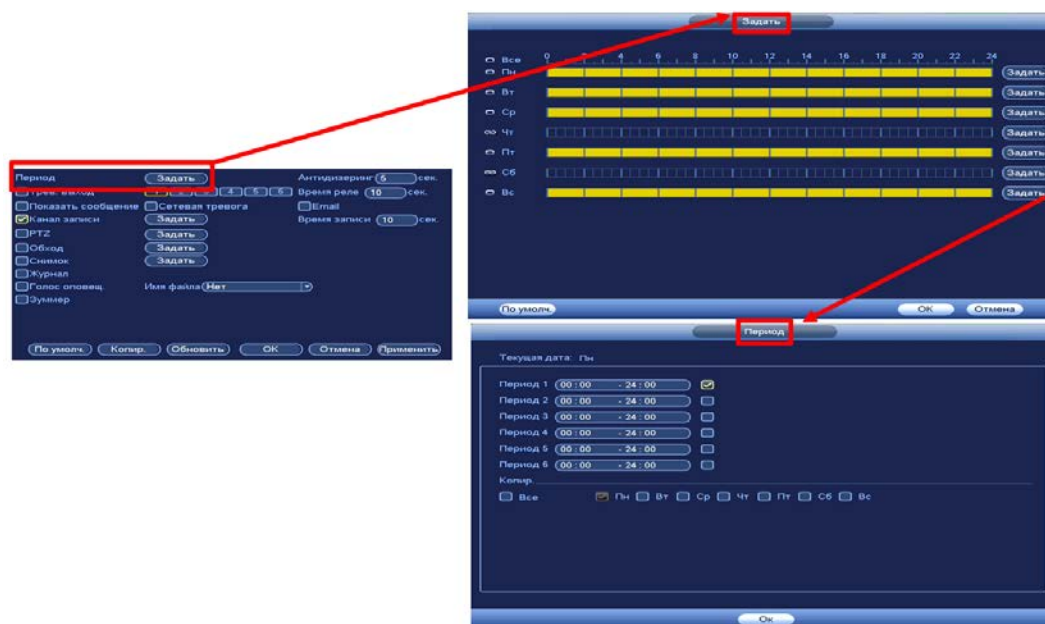 Период Задать Антидизеринг 5 сек.
Трев. выход 1 2 3 4 5 6 Время реле 10 сек.
Показать сообщение Сетевая тревога Email
Канал записи Задать Время записи 10 сек.
PTZ Задать
Обход Задать
Снимок Задать
Журнал
Голос оповещ. Имя файла Нет
Зуммер
По умолч. Копир. Обновить OK Отмена Применить
Задать
Все 0 2 4 6 8 10 12 14 16 18 20 22 24
Пн Задать
Вт Задать
Ср Задать
Чт Задать
Пт Задать
Сб Задать
Вс Задать
По умолч. OK Отмена
Период
Текущая дата: Пн
Период 1 00 : 00 - 24 : 00
Период 2 00 : 00 - 24 : 00
Период 3 00 : 00 - 24 : 00
Период 4 00 : 00 - 24 : 00
Период 5 00 : 00 - 24 : 00
Период 6 00 : 00 - 24 : 00
Копир.
Все Пн Вт Ср Чт Пт Сб Вс
Ок